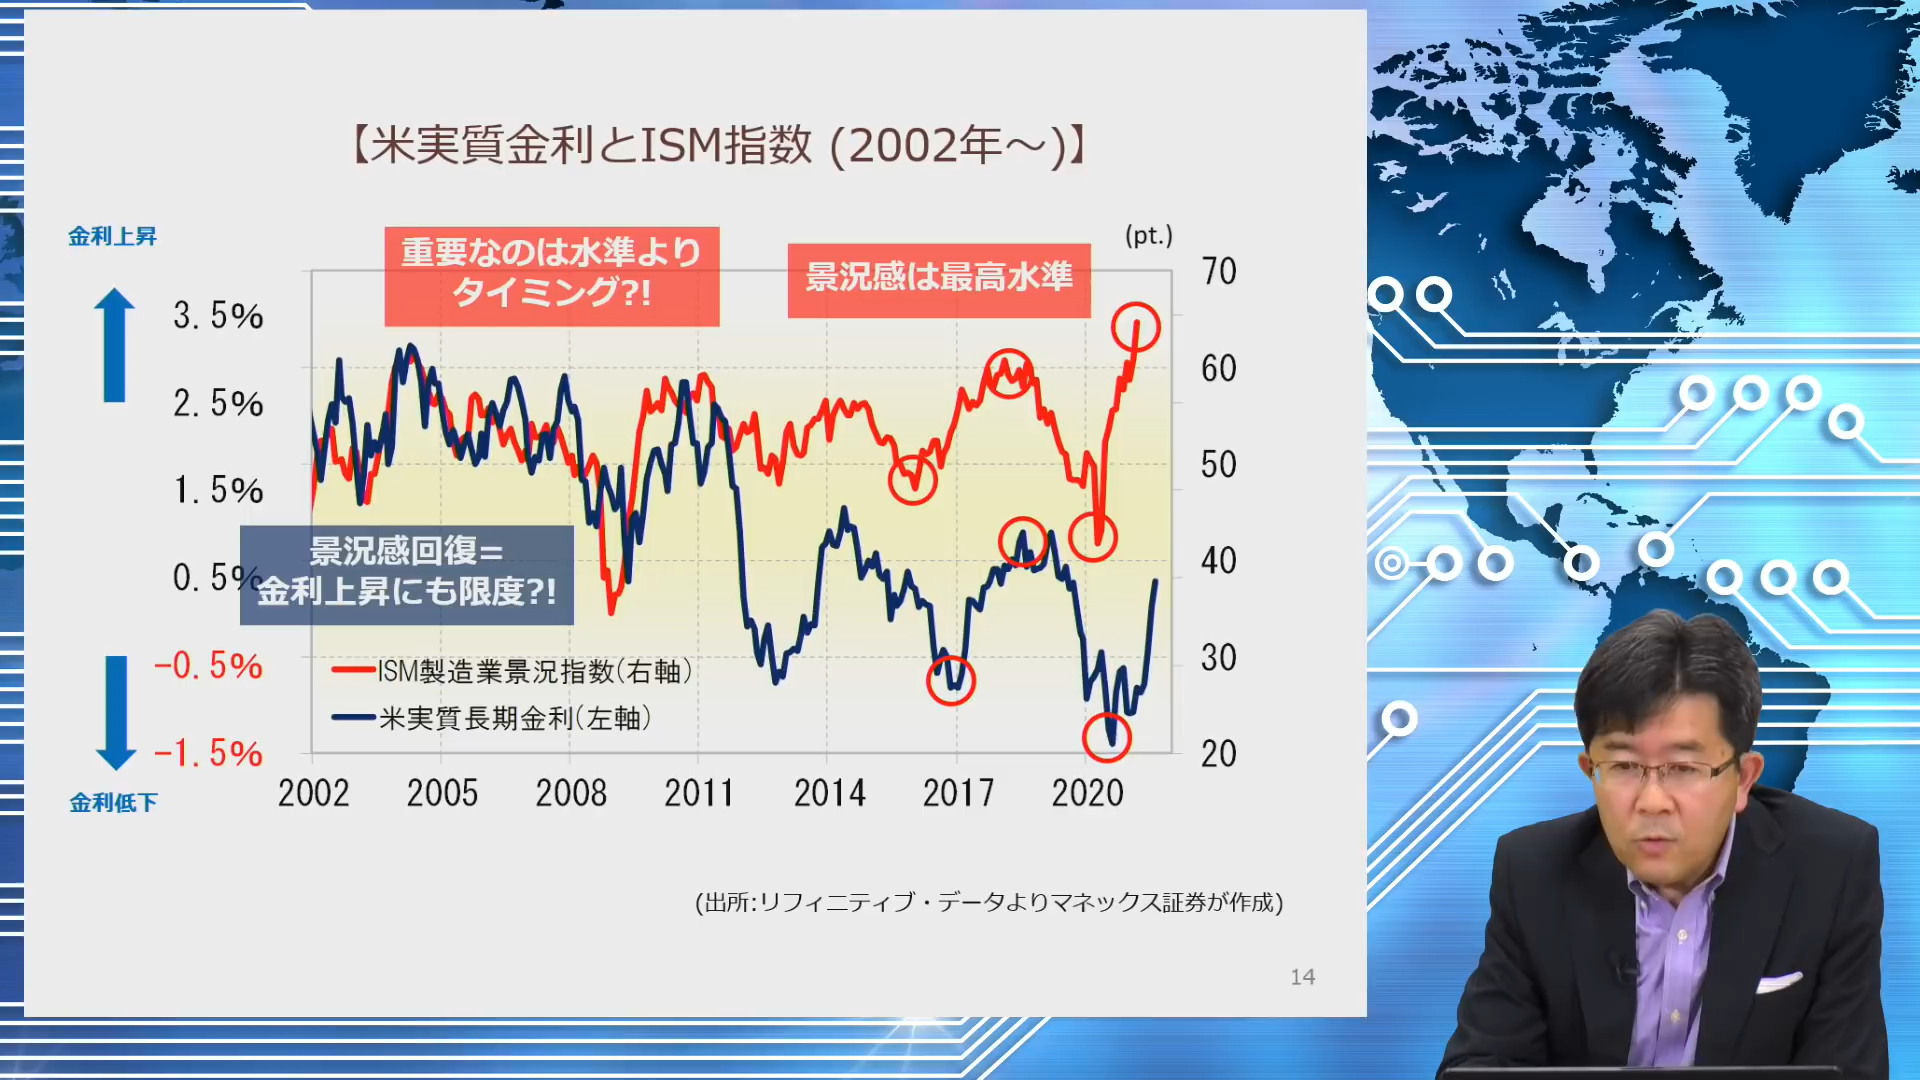 【米実質金利とISM指数 (2002年～)】
金利上昇
重要なのは水準より
タイミング?!
景況感は最高水準
(pt.)
3.5%
2.5%
1.5%
0.5%
-0.5%
-1.5%
金利低下
景況感回復=
金利上昇にも限度?!
70
60
50
40
30
20
ISM製造業景況指数(右軸)
米実質長期金利(左軸)
2002 2005 2008 2011 2014 2017 2020
(出所:リフィニティブ・データよりマネックス証券が作成)
14